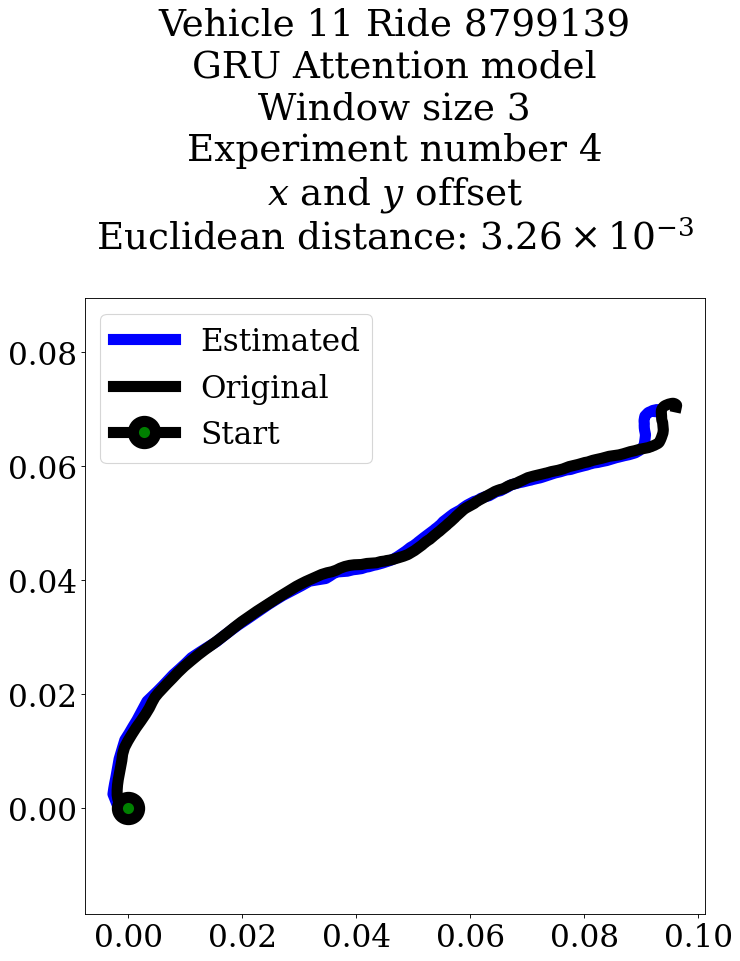 Vehicle 11 Ride 8799139
GRU Attention model
Window size 3
Experiment number 4
x and y offset
Euclidean distance: 3.26 × 10⁻³
Estimated
Original
Start
0.08
0.06
0.04
0.02
0.00
0.00 0.02 0.04 0.06 0.08 0.10